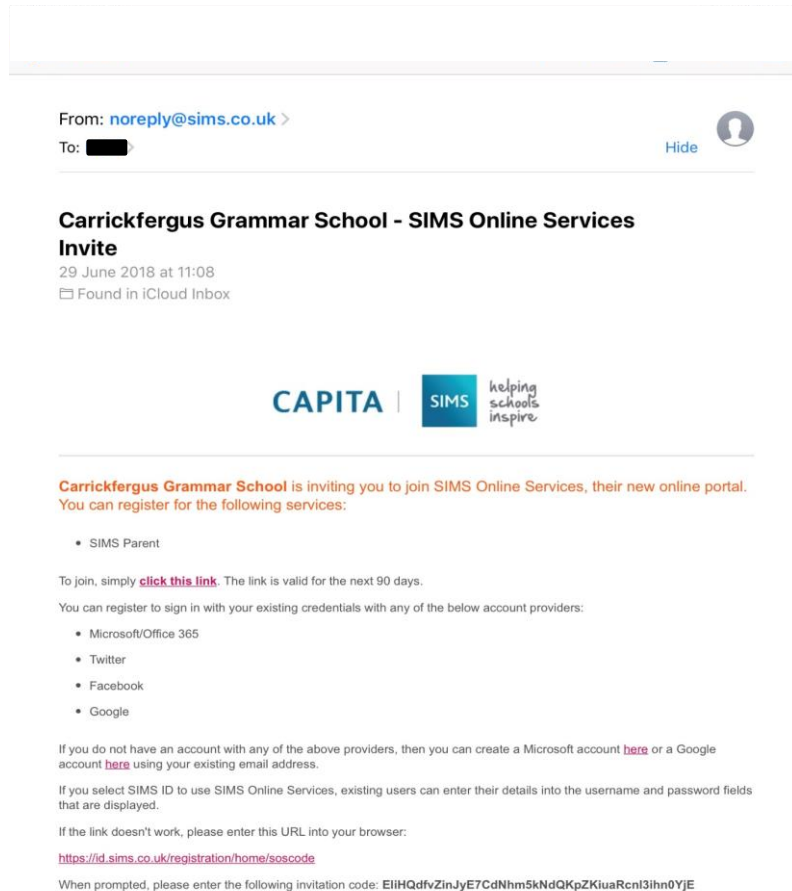 From: noreply@sims.co.uk >
To:
Hide
Carrickfergus Grammar School - SIMS Online Services
Invite
29 June 2018 at 11:08
Found in iCloud Inbox
CAPITA | SIMS helping
schools
inspire
Carrickfergus Grammar School is inviting you to join SIMS Online Services, their new online portal.
You can register for the following services:
• SIMS Parent
To join, simply click this link. The link is valid for the next 90 days.
You can register to sign in with your existing credentials with any of the below account providers:
• Microsoft/Office 365
• Twitter
• Facebook
• Google
If you do not have an account with any of the above providers, then you can create a Microsoft account here or a Google
account here using your existing email address.
If you select SIMS ID to use SIMS Online Services, existing users can enter their details into the username and password fields
that are displayed.
If the link doesn't work, please enter this URL into your browser:
https://id.sims.co.uk/registration/home/soscode
When prompted, please enter the following invitation code: EliHQdfvZinJyE7CdNhm5kNdQKpZKiuaRcnl3ihn0YjE